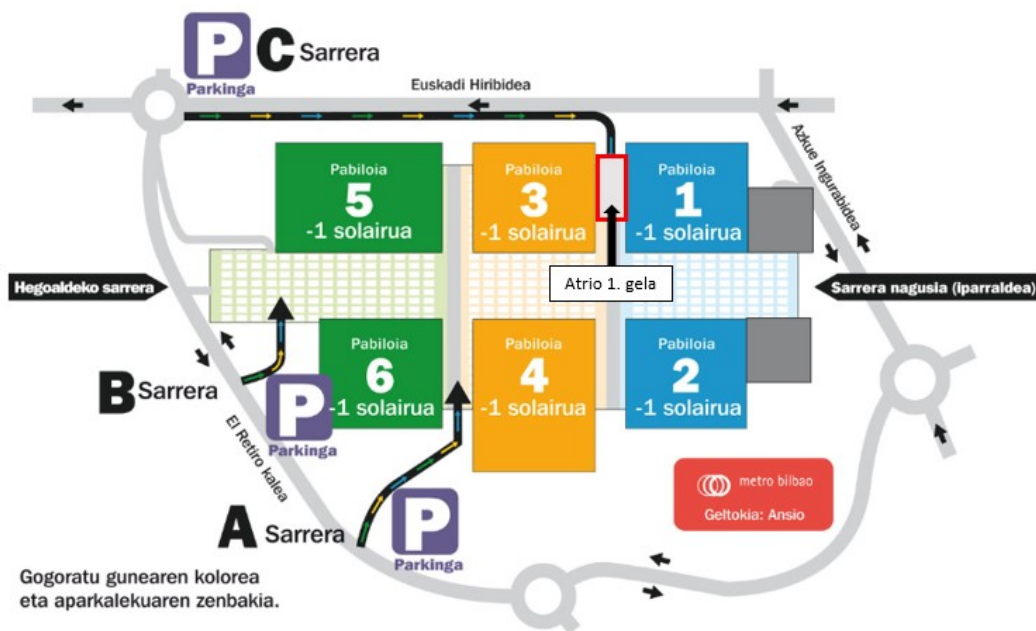 P C Sarrera
Parkinga
Euskadi Hiribidea
Azkue Ingurabidea
Pabiloia
5
-1 solairua
Pabiloia
3
-1 solairua
Pabiloia
1
-1 solairua
Atrio 1. gela
Hegoaldeko sarrera
Sarrera nagusia (iparraldea)
Pabiloia
6
-1 solairua
Pabiloia
4
-1 solairua
Pabiloia
2
-1 solairua
B Sarrera
P
Parkinga
El Retiro kalea
A Sarrera
P
Parkinga
metro bilbao
Geltokia: Ansio
Gogoratu gunearen kolorea
eta aparkalekuaren zenbakia.